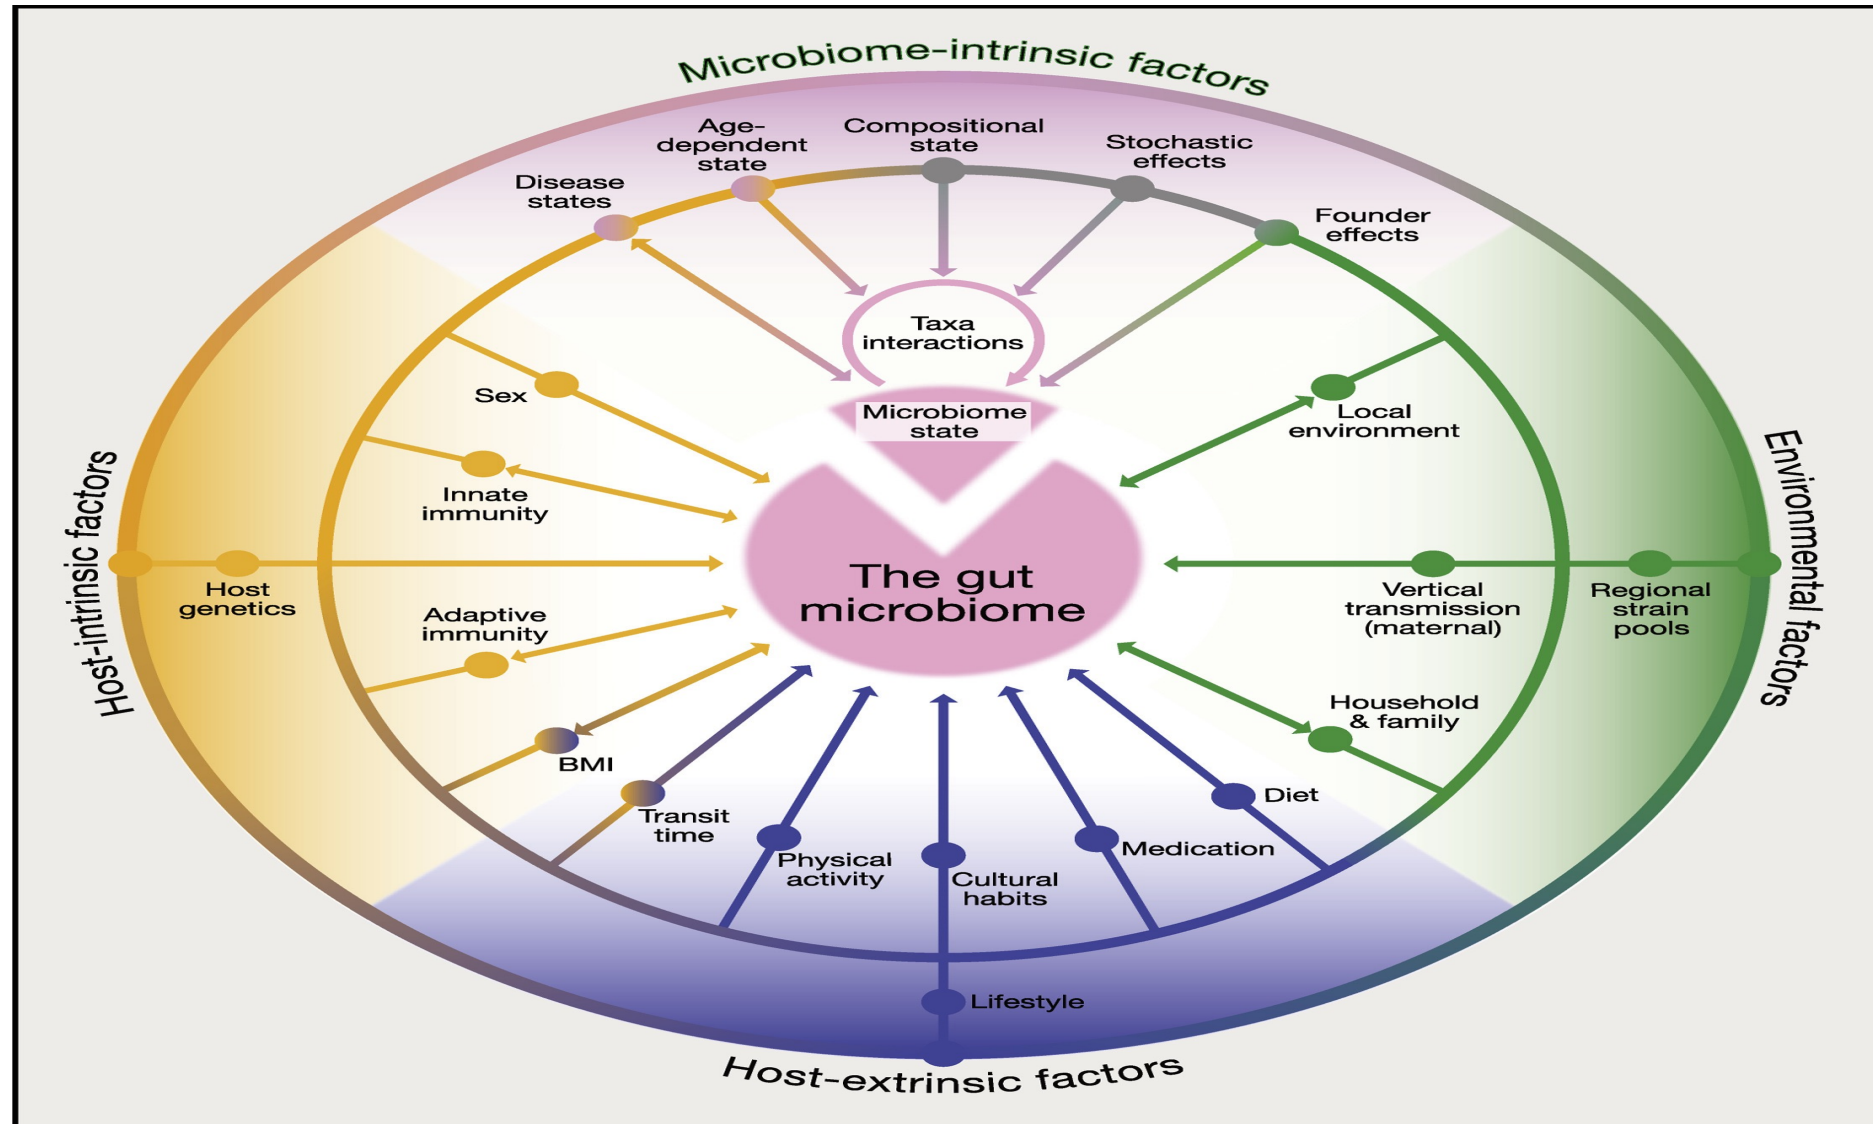 Microbiome-intrinsic factors
Age-
dependent
state
Compositional
state
Stochastic
effects
Disease
states
Founder
effects
Taxa
interactions
Sex
Microbiome
state
Local
environment
Innate
immunity
Host-intrinsic factors
Environmental factors
Host
genetics
The gut
microbiome
Vertical
transmission
(maternal)
Regional
strain
pools
Adaptive
immunity
Household
& family
BMI
Transit
time
Diet
Physical
activity
Cultural
habits
Medication
Lifestyle
Host-extrinsic factors